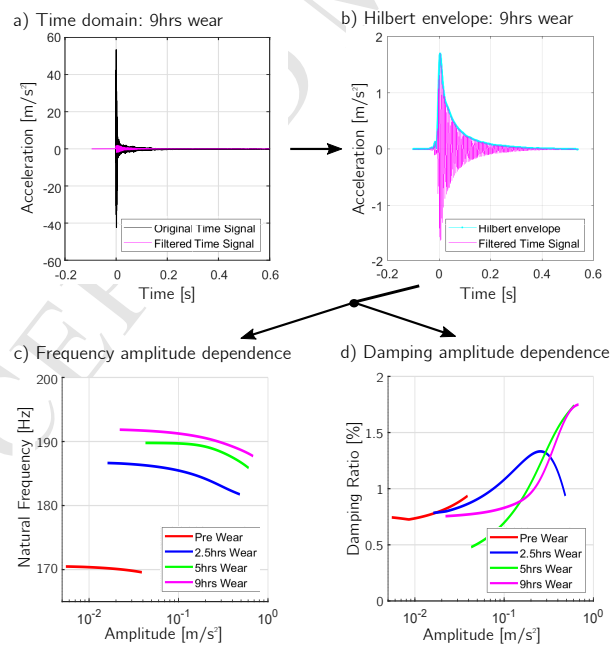 a) Time domain: 9hrs wear
60
40
20
0
-20
-40
-60
-0.2
0
0.2
0.4
0.6
Acceleration [m/s²]
Time [s]
Original Time Signal
Filtered Time Signal
b) Hilbert envelope: 9hrs wear
2
1
0
-1
-2
-0.2
0
0.2
0.4
0.6
Acceleration [m/s²]
Time [s]
Hilbert envelope
Filtered Time Signal
c) Frequency amplitude dependence
200
190
180
170
Natural Frequency [Hz]
Pre Wear
2.5hrs Wear
5hrs Wear
9hrs Wear
10⁻²
10⁻¹
10⁰
Amplitude [m/s²]
d) Damping amplitude dependence
2
1.5
1
0.5
0
Damping Ratio [%]
Pre Wear
2.5hrs Wear
5hrs Wear
9hrs Wear
10⁻²
10⁻¹
10⁰
Amplitude [m/s²]